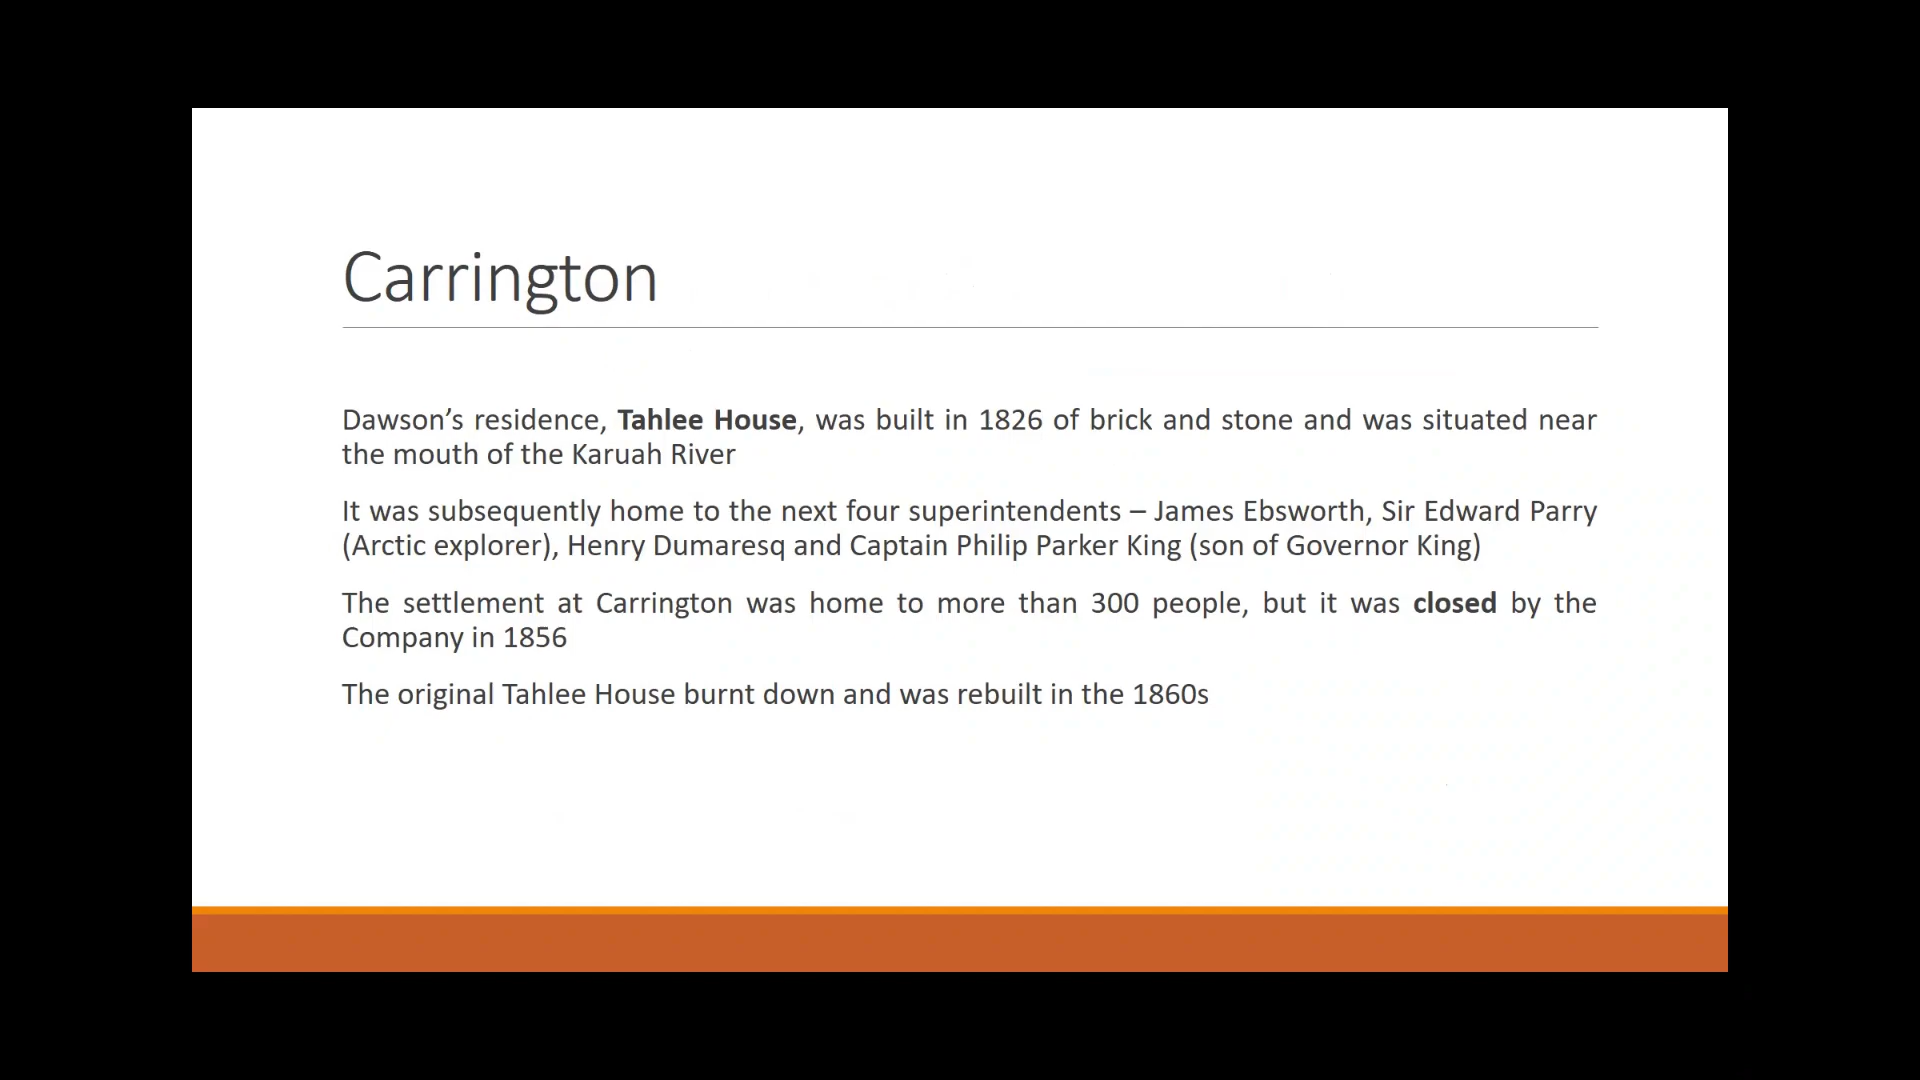 Carrington
Dawson’s residence, Tahlee House, was built in 1826 of brick and stone and was situated near
the mouth of the Karuah River
It was subsequently home to the next four superintendents – James Ebsworth, Sir Edward Parry
(Arctic explorer), Henry Dumaresq and Captain Philip Parker King (son of Governor King)
The settlement at Carrington was home to more than 300 people, but it was closed by the
Company in 1856
The original Tahlee House burnt down and was rebuilt in the 1860s